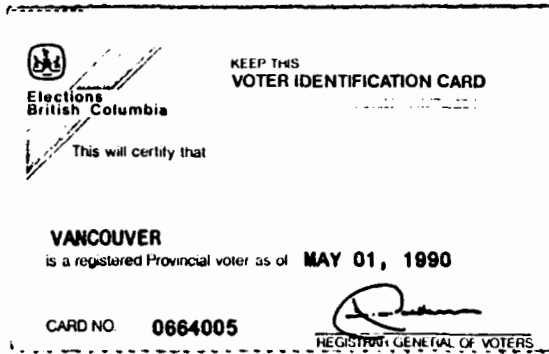 KEEP THIS
VOTER IDENTIFICATION CARD
Elections
British Columbia
This will certify that
VANCOUVER
is a registered Provincial voter as of MAY 01, 1990
CARD NO. 0664005
REGISTRAR GENERAL OF VOTERS